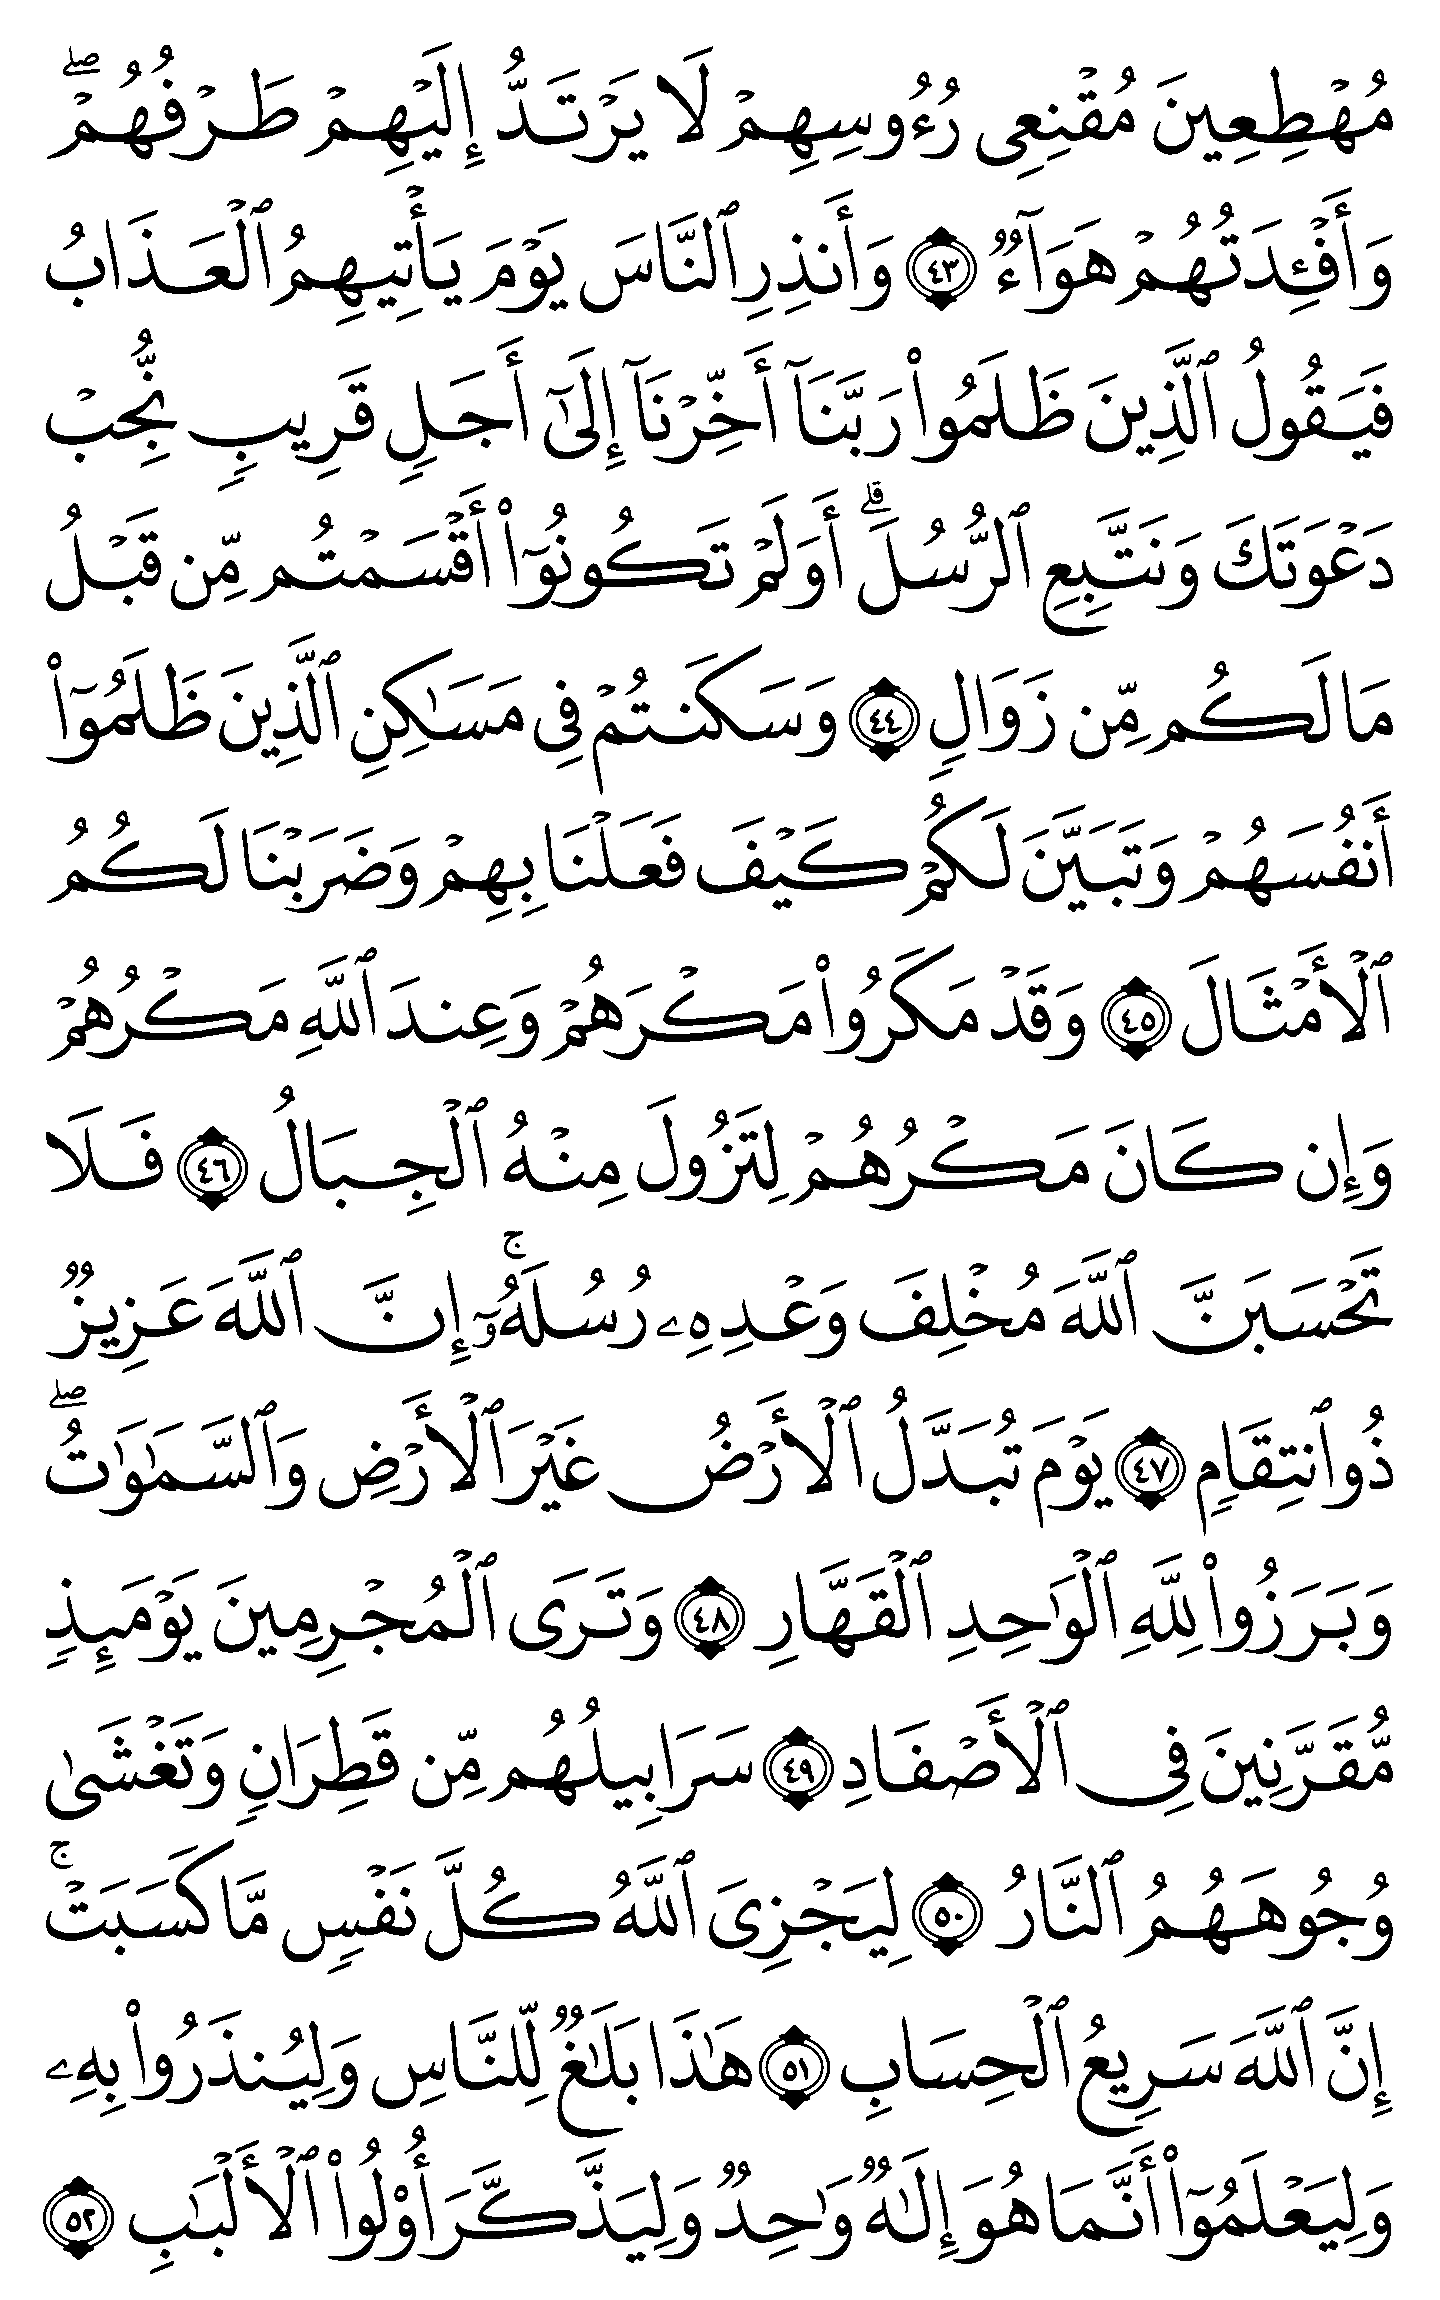 مُهْطِعِينَ مُقْنِعِى رُءُوسِهِمْ لَا يَرْتَدُّ إِلَيْهِمْ طَرْفُهُمْ ۖ
وَأَفْـِٔدَتُهُمْ هَوَآءٌ ٤٣ وَأَنذِرِ ٱلنَّاسَ يَوْمَ يَأْتِيهِمُ ٱلْعَذَابُ
فَيَقُولُ ٱلَّذِينَ ظَلَمُوا۟ رَبَّنَآ أَخِّرْنَآ إِلَىٰٓ أَجَلٍ قَرِيبٍ نُّجِبْ
دَعْوَتَكَ وَنَتَّبِعِ ٱلرُّسُلَ ۗ أَوَلَمْ تَكُونُوٓا۟ أَقْسَمْتُم مِّن قَبْلُ
مَا لَكُم مِّن زَوَالٍ ٤٤ وَسَكَنتُمْ فِى مَسَـٰكِنِ ٱلَّذِينَ ظَلَمُوٓا۟
أَنفُسَهُمْ وَتَبَيَّنَ لَكُمْ كَيْفَ فَعَلْنَا بِهِمْ وَضَرَبْنَا لَكُمُ
ٱلْأَمْثَالَ ٤٥ وَقَدْ مَكَرُوا۟ مَكْرَهُمْ وَعِندَ ٱللَّهِ مَكْرُهُمْ
وَإِن كَانَ مَكْرُهُمْ لِتَزُولَ مِنْهُ ٱلْجِبَالُ ٤٦ فَلَا
تَحْسَبَنَّ ٱللَّهَ مُخْلِفَ وَعْدِهِۦ رُسُلَهُۥٓ ۚ إِنَّ ٱللَّهَ عَزِيزٌ
ذُو ٱنتِقَامٍ ٤٧ يَوْمَ تُبَدَّلُ ٱلْأَرْضُ غَيْرَ ٱلْأَرْضِ وَٱلسَّمَـٰوَٰتُ ۖ
وَبَرَزُوا۟ لِلَّهِ ٱلْوَٰحِدِ ٱلْقَهَّارِ ٤٨ وَتَرَى ٱلْمُجْرِمِينَ يَوْمَئِذٍ
مُّقَرَّنِينَ فِى ٱلْأَصْفَادِ ٤٩ سَرَابِيلُهُم مِّن قَطِرَانٍ وَتَغْشَىٰ
وُجُوهَهُمُ ٱلنَّارُ ٥٠ لِيَجْزِىَ ٱللَّهُ كُلَّ نَفْسٍ مَّا كَسَبَتْ ۚ
إِنَّ ٱللَّهَ سَرِيعُ ٱلْحِسَابِ ٥١ هَـٰذَا بَلَـٰغٌ لِّلنَّاسِ وَلِيُنذَرُوا۟ بِهِۦ
وَلِيَعْلَمُوٓا۟ أَنَّمَا هُوَ إِلَـٰهٌ وَٰحِدٌ وَلِيَذَّكَّرَ أُو۟لُوا۟ ٱلْأَلْبَـٰبِ ٥٢